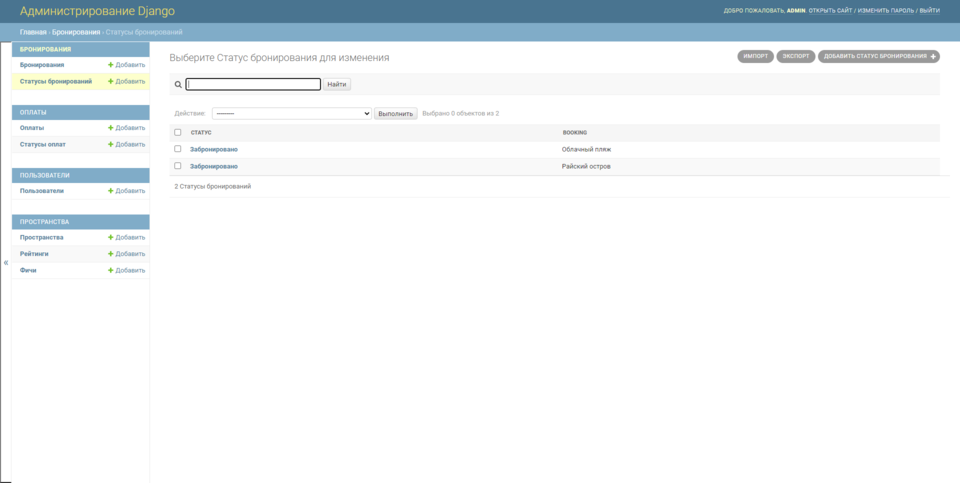 Администрирование Django
ДОБРО ПОЖАЛОВАТЬ, ADMIN. ОТКРЫТЬ САЙТ / ИЗМЕНИТЬ ПАРОЛЬ / ВЫЙТИ
Главная › Бронирования › Статусы бронирований
БРОНИРОВАНИЯ
Бронирования + Добавить
Статусы бронирований + Добавить
ОПЛАТЫ
Оплаты + Добавить
Статусы оплат + Добавить
ПОЛЬЗОВАТЕЛИ
Пользователи + Добавить
ПРОСТРАНСТВА
Пространства + Добавить
Рейтинги + Добавить
Фичи + Добавить
«
Выберите Статус бронирования для изменения
ИМПОРТ ЭКСПОРТ ДОБАВИТЬ СТАТУС БРОНИРОВАНИЯ +
Найти
Действие: --------- Выполнить Выбрано 0 объектов из 2
СТАТУС BOOKING
Забронировано Облачный пляж
Забронировано Райский остров
2 Статусы бронирований